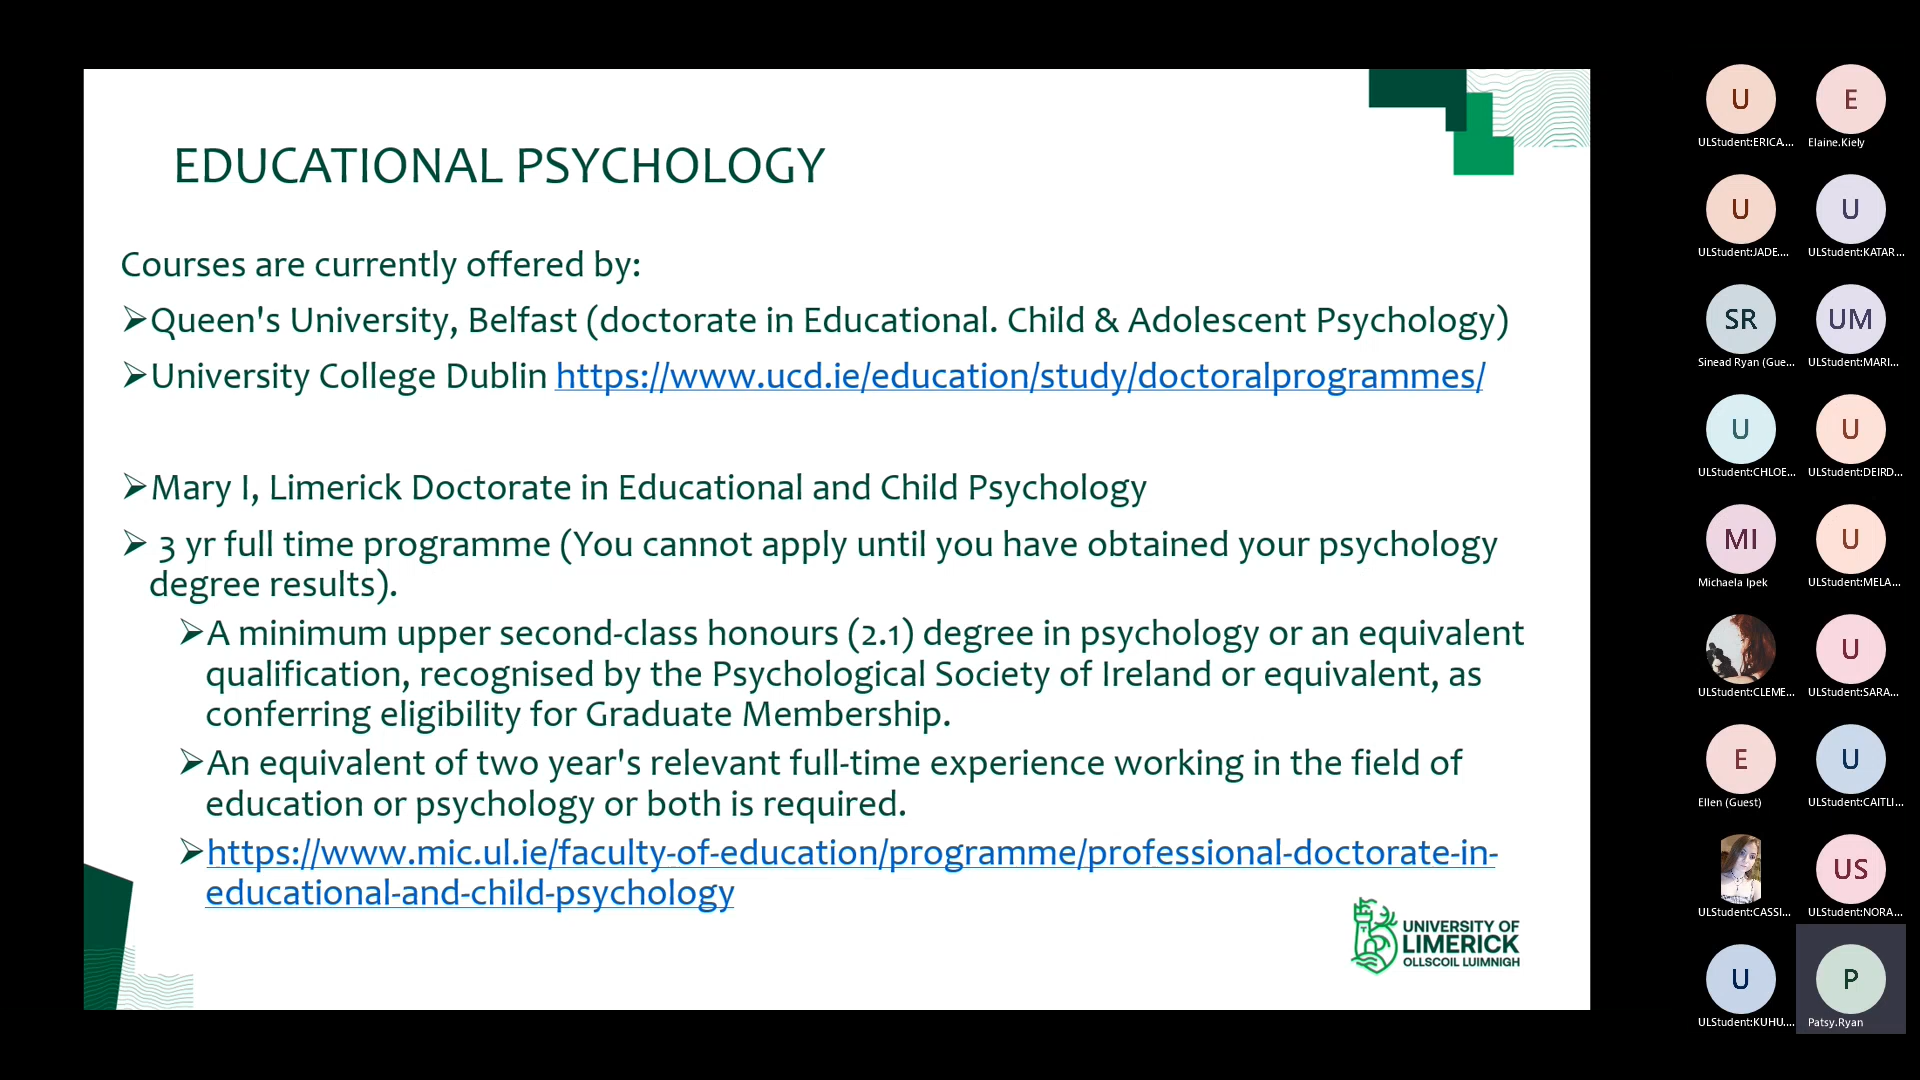 EDUCATIONAL PSYCHOLOGY
Courses are currently offered by:
➢Queen's University, Belfast (doctorate in Educational. Child & Adolescent Psychology)
➢University College Dublin https://www.ucd.ie/education/study/doctoralprogrammes/
➢Mary I, Limerick Doctorate in Educational and Child Psychology
➢ 3 yr full time programme (You cannot apply until you have obtained your psychology
degree results).
➢A minimum upper second-class honours (2.1) degree in psychology or an equivalent
qualification, recognised by the Psychological Society of Ireland or equivalent, as
conferring eligibility for Graduate Membership.
➢An equivalent of two year's relevant full-time experience working in the field of
education or psychology or both is required.
➢https://www.mic.ul.ie/faculty-of-education/programme/professional-doctorate-in-
educational-and-child-psychology
UNIVERSITY OF
LIMERICK
OLLSCOIL LUIMNIGH
U E
ULStudent:ERICA.... Elaine.Kiely
U U
ULStudent:JADE.... ULStudent:KATAR...
SR UM
Sinead Ryan (Gue... ULStudent:MARI...
U U
ULStudent:CHLOE... ULStudent:DEIRD...
MI U
Michaela Ipek ULStudent:MELA...
U
ULStudent:CLEME... ULStudent:SARA...
E U
Ellen (Guest) ULStudent:CAITLI...
US
ULStudent:CASSI... ULStudent:NORA...
U P
ULStudent:KUHU.... Patsy.Ryan